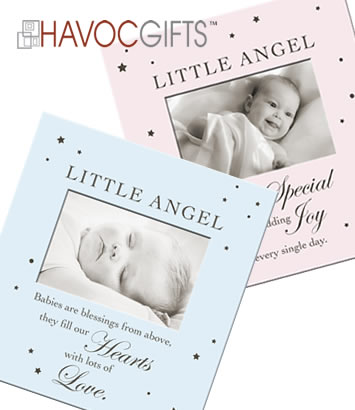 HAVOCGIFTS™
LITTLE ANGEL
Special
Joy
every single day.
LITTLE ANGEL
Babies are blessings from above,
they fill our Hearts
with lots of
Love.